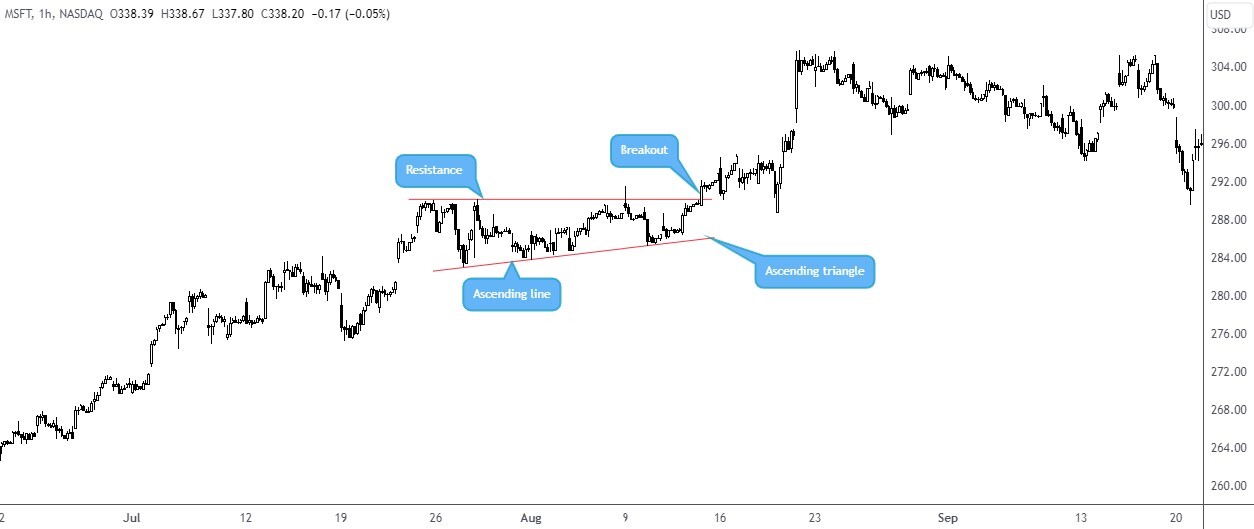 MSFT, 1h, NASDAQ O338.39 H338.67 L337.80 C338.20 −0.17 (−0.05%)
USD
308.00
304.00
300.00
296.00
292.00
288.00
284.00
280.00
276.00
272.00
268.00
264.00
260.00
Breakout
Resistance
Ascending triangle
Ascending line
2 Jul 12 19 26 Aug 9 16 23 Sep 13 20